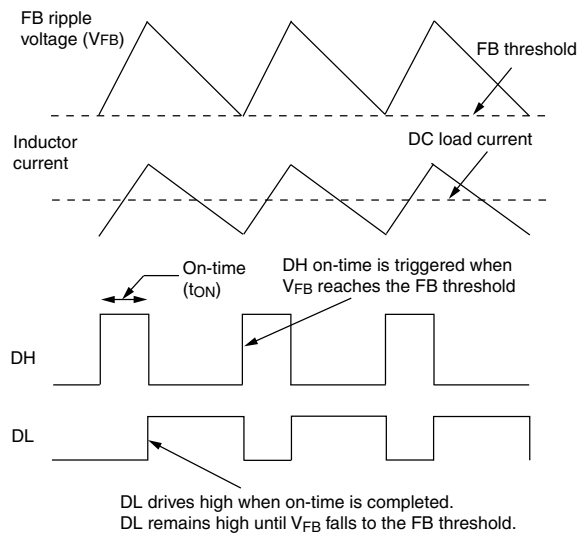 FB ripple
voltage (VFB)
FB threshold
Inductor
current
DC load current
On-time
(tON)
DH on-time is triggered when
VFB reaches the FB threshold
DH
DL
DL drives high when on-time is completed.
DL remains high until VFB falls to the FB threshold.